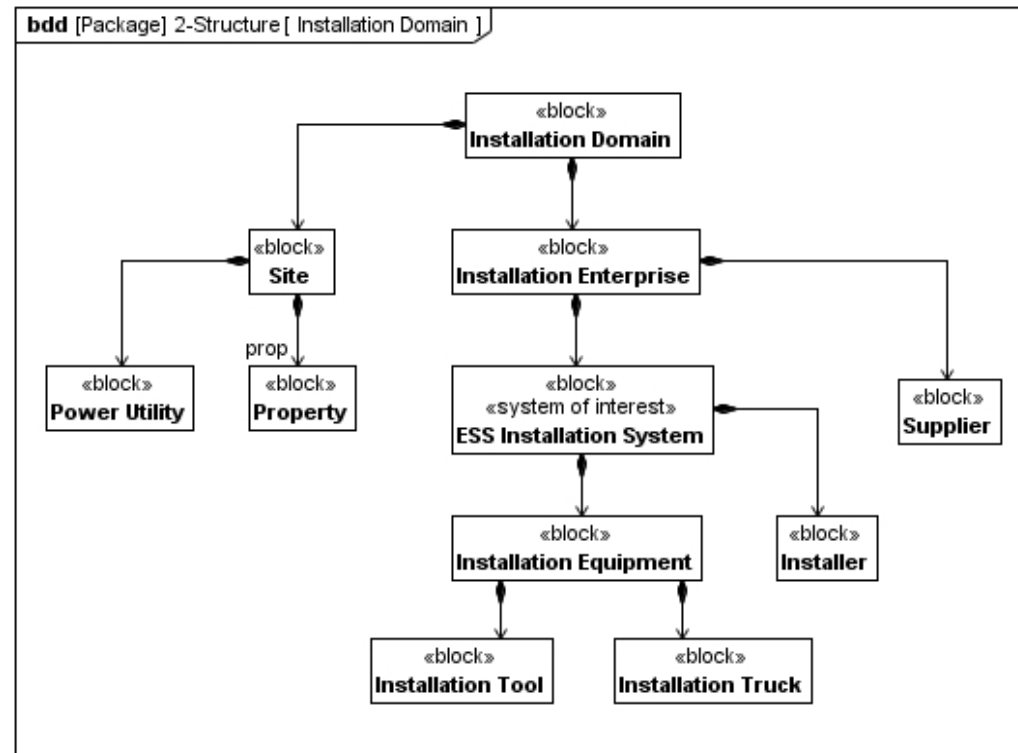 bdd [Package] 2-Structure [ Installation Domain ]
«block»
Installation Domain
«block»
Site
«block»
Installation Enterprise
prop
«block»
Power Utility
«block»
Property
«block»
«system of interest»
ESS Installation System
«block»
Supplier
«block»
Installation Equipment
«block»
Installer
«block»
Installation Tool
«block»
Installation Truck